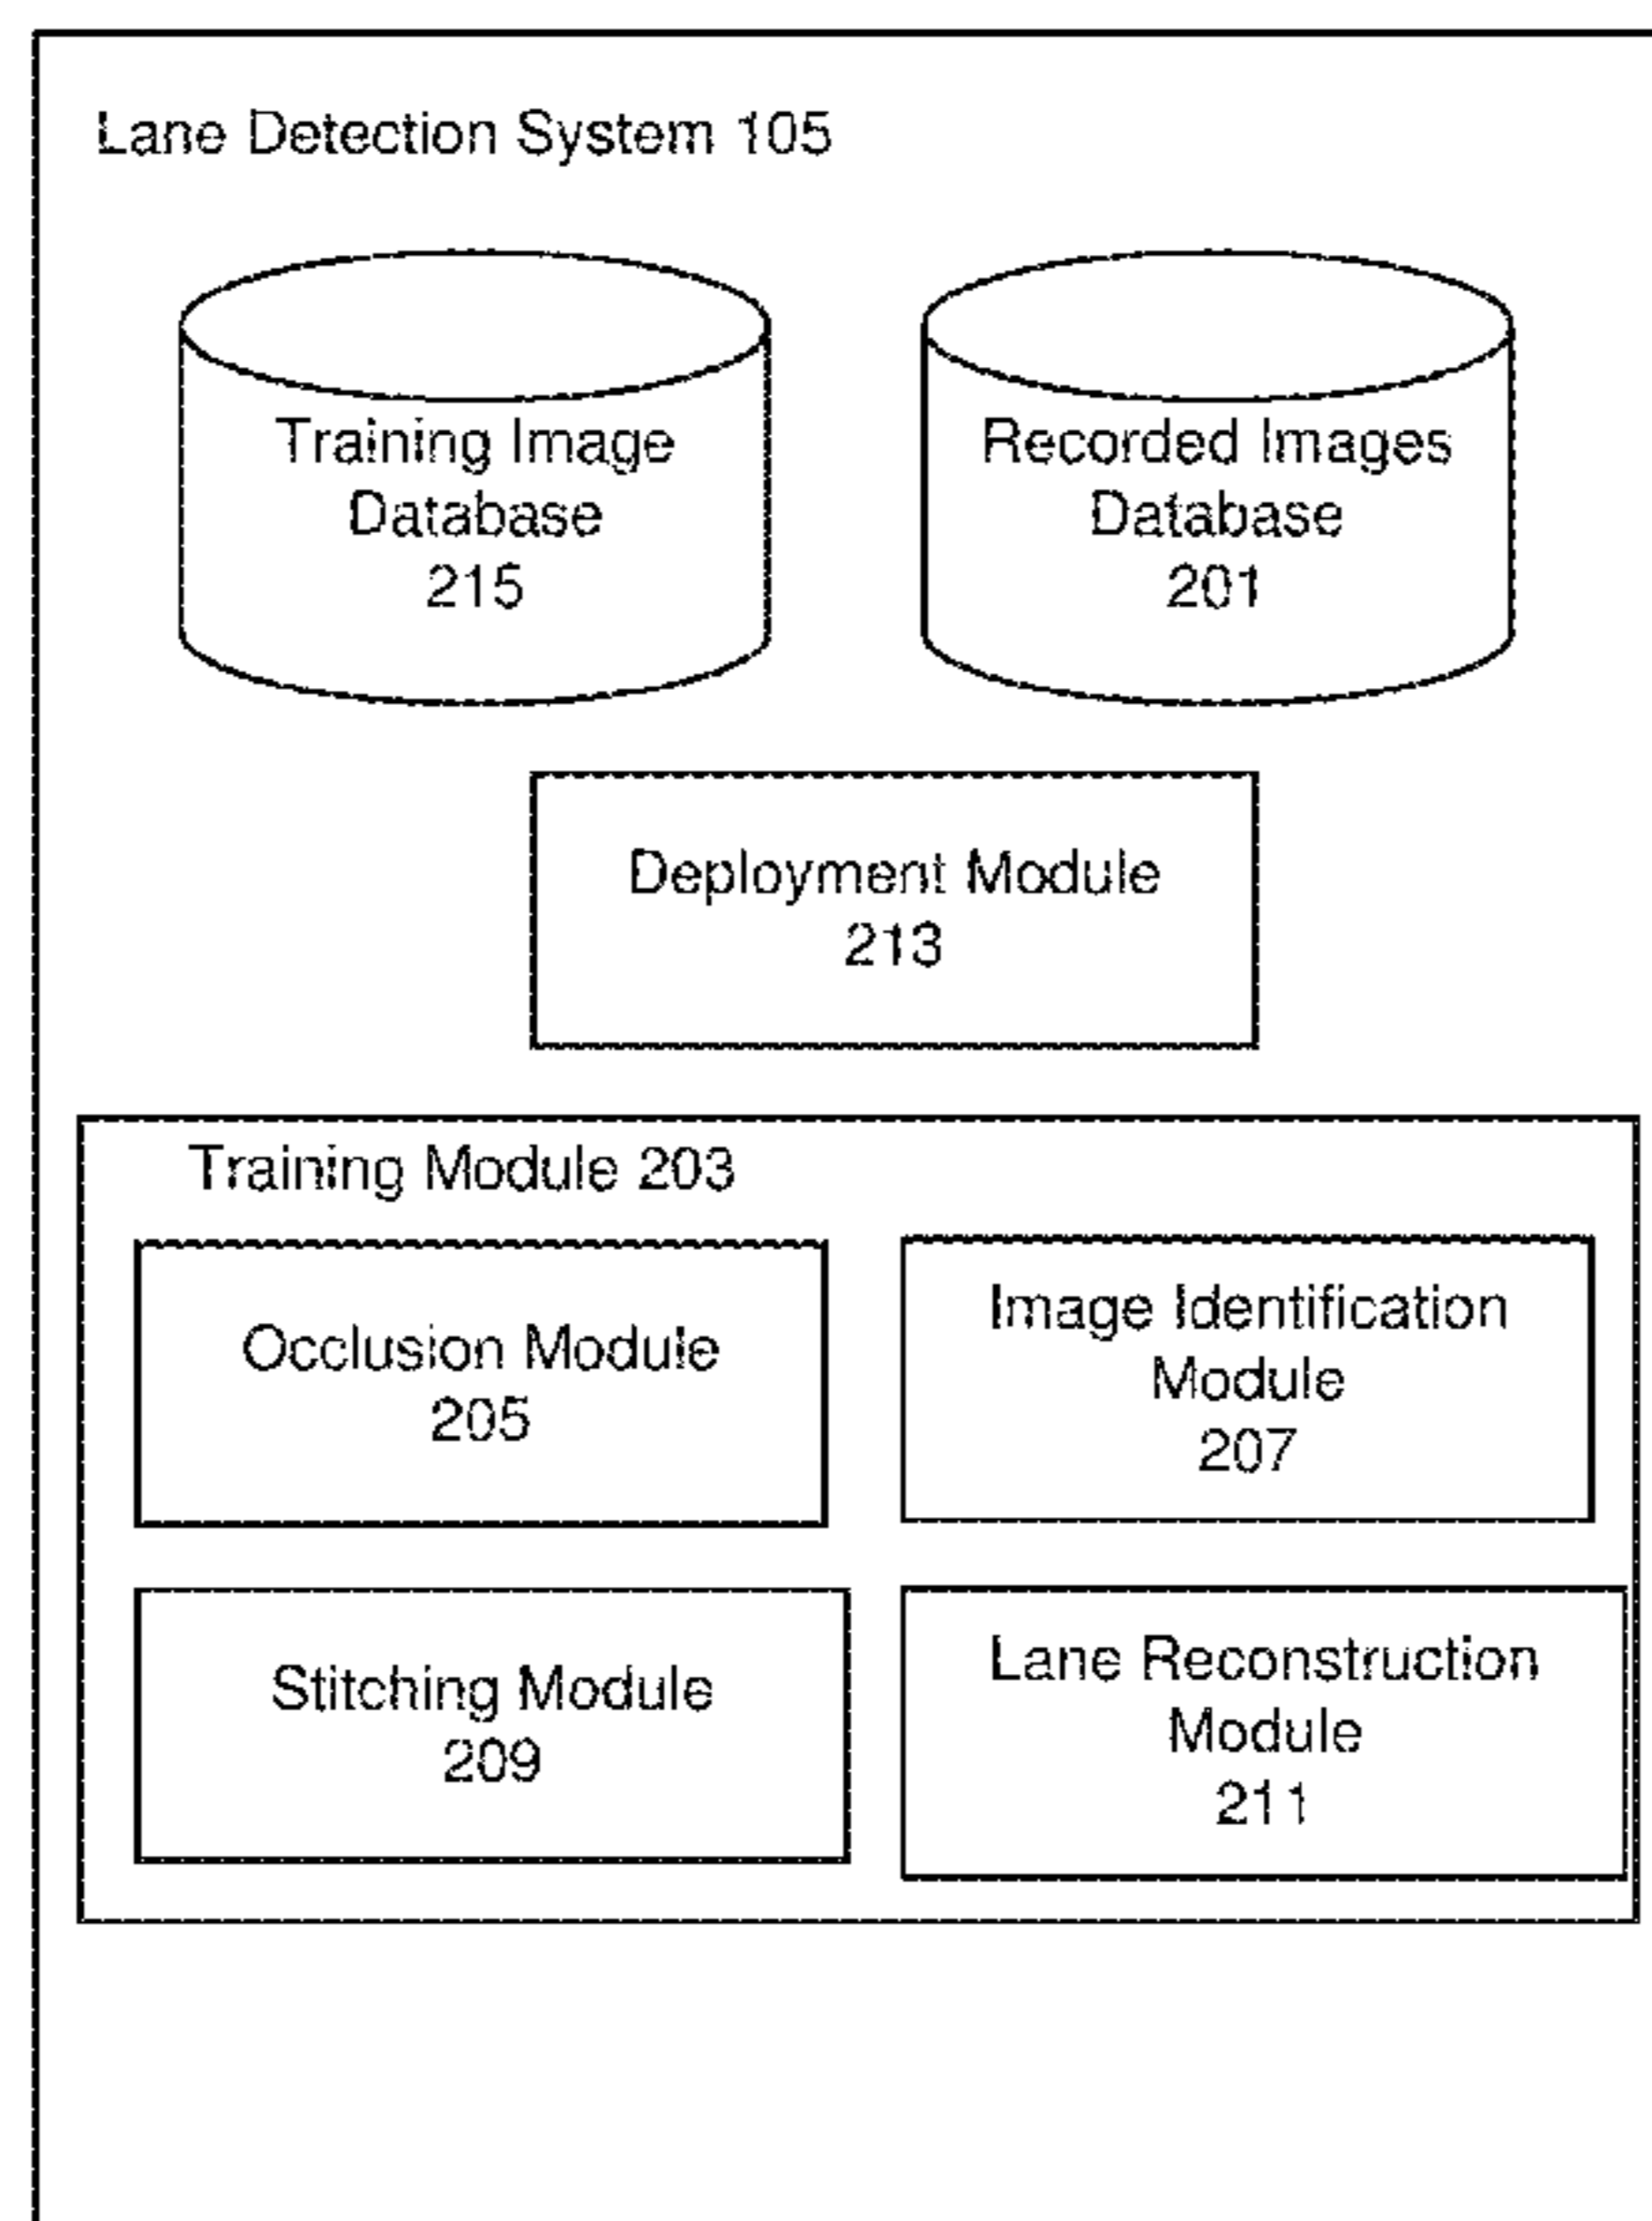 Lane Detection System 105
Training Image
Database
215
Recorded Images
Database
201
Deployment Module
213
Training Module 203
Occlusion Module
205
Image Identification
Module
207
Stitching Module
209
Lane Reconstruction
Module
211